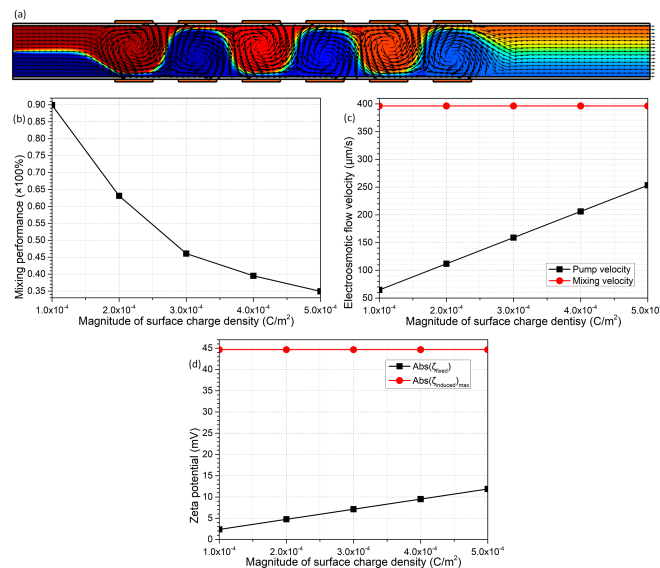 (a)
(b)
Mixing performance (×100%)
0.90
0.85
0.80
0.75
0.70
0.65
0.60
0.55
0.50
0.45
0.40
0.35
1.0x10⁻⁴ 2.0x10⁻⁴ 3.0x10⁻⁴ 4.0x10⁻⁴ 5.0x10⁻⁴
Magnitude of surface charge density (C/m²)
(c)
Electroosmotic flow velocity (μm/s)
400
350
300
250
200
150
100
50
Pump velocity
Mixing velocity
1.0x10⁻⁴ 2.0x10⁻⁴ 3.0x10⁻⁴ 4.0x10⁻⁴ 5.0x10
Magnitude of surface charge dentisy (C/m²)
(d)
Zeta potential (mV)
45
40
35
30
25
20
15
10
5
0
Abs(ζfixed)
Abs(ζinduced)max
1.0x10⁻⁴ 2.0x10⁻⁴ 3.0x10⁻⁴ 4.0x10⁻⁴ 5.0x10⁻⁴
Magnitude of surface charge density (C/m²)